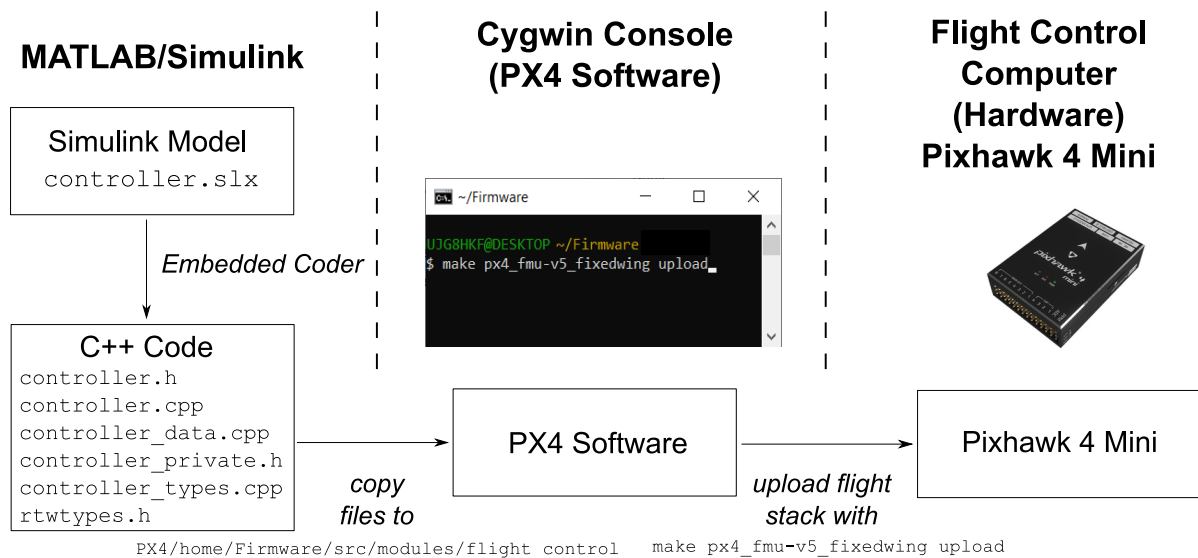 MATLAB/Simulink
Simulink Model
controller.slx
Embedded Coder
C++ Code
controller.h
controller.cpp
controller_data.cpp
controller_private.h
controller_types.cpp
rtwtypes.h
copy
files to
PX4/home/Firmware/src/modules/flight control
Cygwin Console
(PX4 Software)
~/Firmware
UJG8HKF@DESKTOP ~/Firmware
$ make px4_fmu-v5_fixedwing upload
PX4 Software
upload flight
stack with
make px4_fmu-v5_fixedwing upload
Flight Control
Computer
(Hardware)
Pixhawk 4 Mini
pixhawk 4
mini
Pixhawk 4 Mini